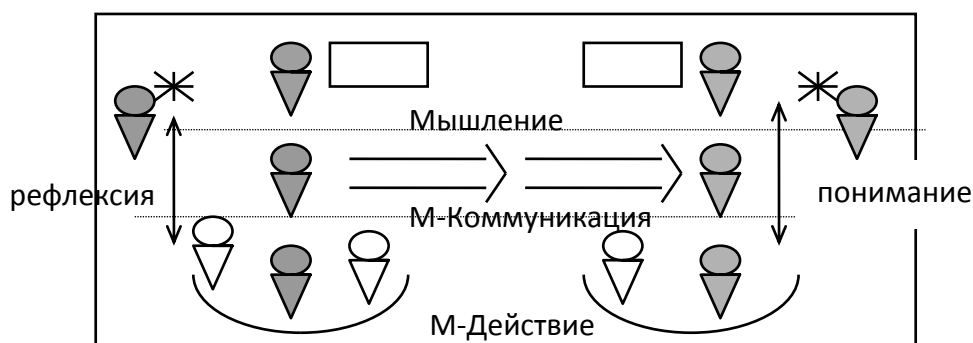 Мышление
рефлексия
понимание
М-Коммуникация
М-Действие